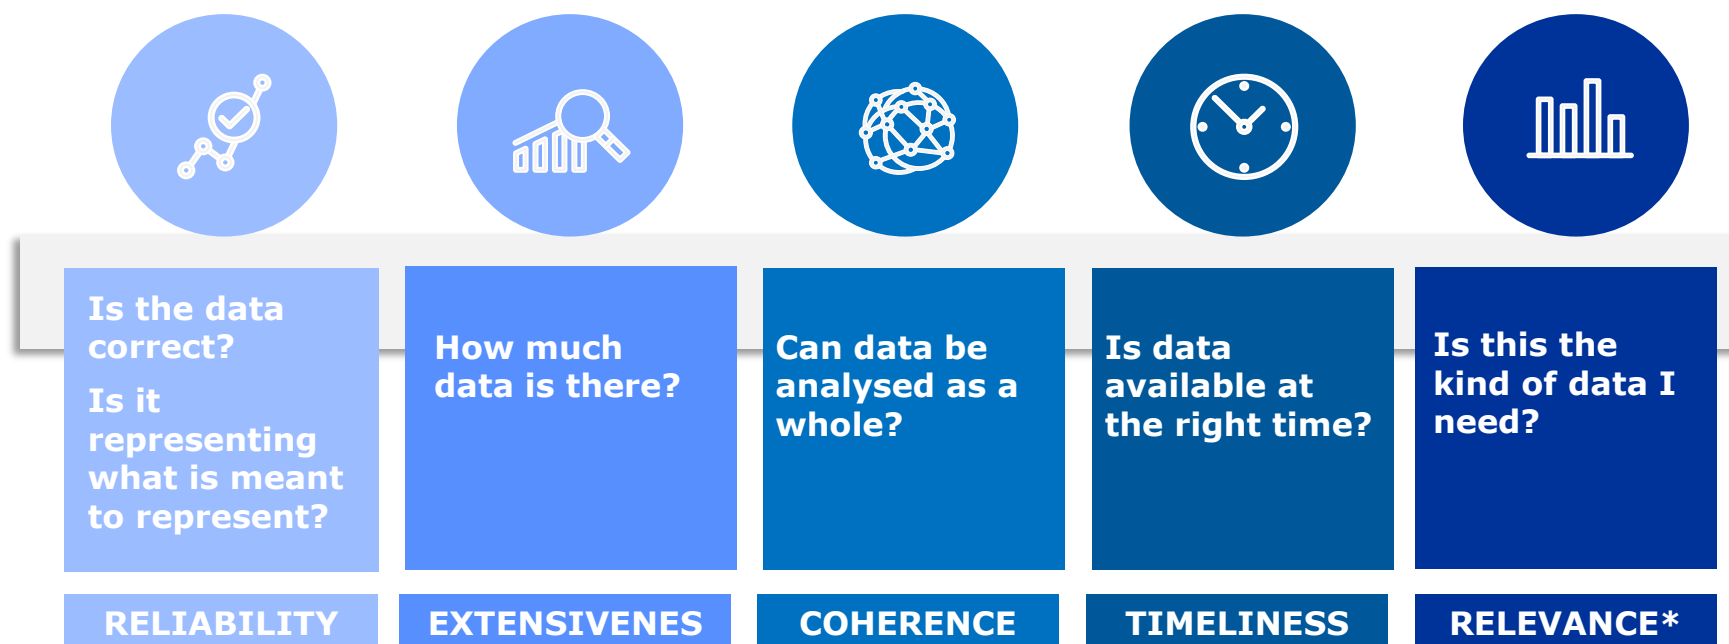 Is the data
correct?
Is it
representing
what is meant
to represent?
How much
data is there?
Can data be
analysed as a
whole?
Is data
available at
the right time?
Is this the
kind of data I
need?
RELIABILITY
EXTENSIVENES
COHERENCE
TIMELINESS
RELEVANCE*